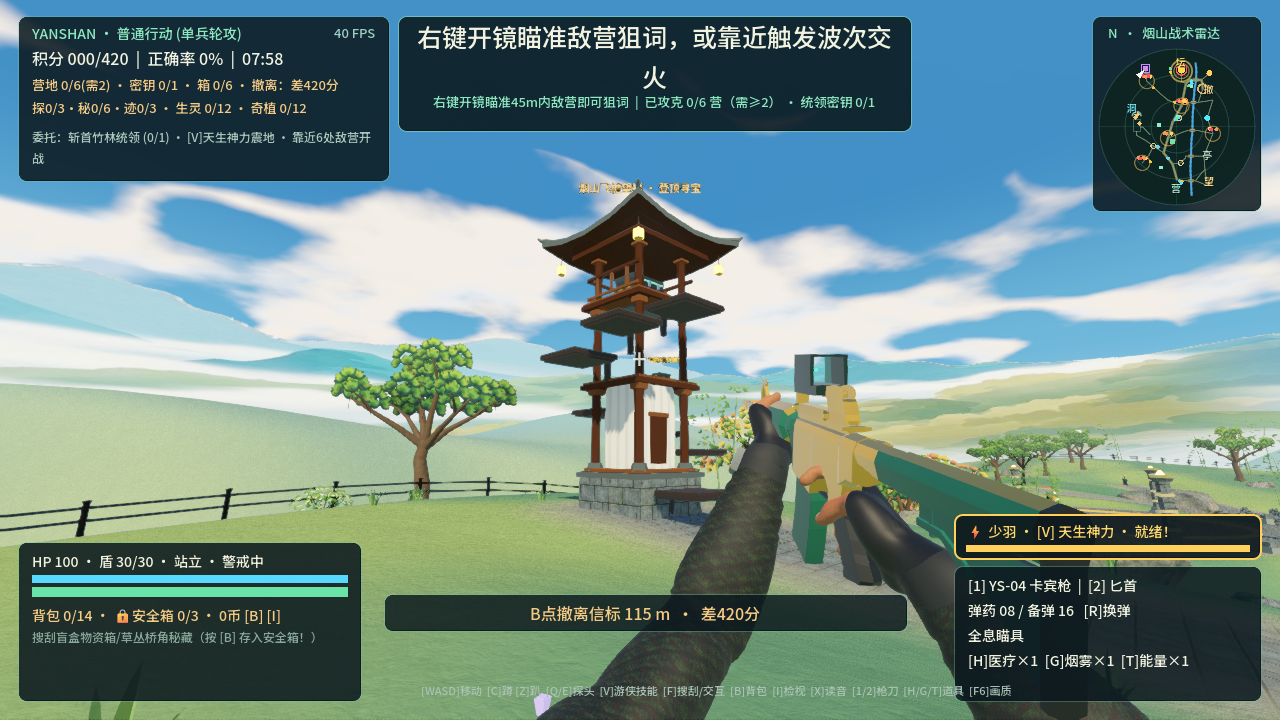 YANSHAN · 普通行动 (单兵轮攻)
40 FPS
积分 000/420 | 正确率 0% | 07:58
营地 0/6(需2) · 密钥 0/1 · 箱 0/6 · 撤离: 差420分
探0/3·秘0/6·迹0/3 · 生灵 0/12 · 奇植 0/12
委托: 斩首竹林统领 (0/1) · [V]天生神力震地 · 靠近6处敌营开
战
右键开镜瞄准敌营狙词，或靠近触发波次交
火
右键开镜瞄准45m内敌营即可狙词 | 已攻克 0/6 营（需≥2） · 统领密钥 0/1
N · 烟山战术雷达
坛
撤
洞
亭
营
望
· 登顶寻宝
少羽 · [V] 天生神力 · 就绪!
HP 100 · 盾 30/30 · 站立 · 警戒中
背包 0/14 · 安全箱 0/3 · 0币 [B] [I]
搜刮盲盒物资箱/草丛桥角秘藏（按 [B] 存入安全箱！）
B点撤离信标 115 m · 差420分
[1] YS-04 卡宾枪 | [2] 匕首
弹药 08 / 备弹 16 [R]换弹
全息瞄具
[H]医疗×1 [G]烟雾×1 [T]能量×1
[WASD]移动 [C]蹲 [Z]趴 [Q/E]探头 [V]游侠技能 [F]搜刮/交互 [B]背包 [I]检视 [X]读音 [1/2]枪刀 [H/G/T]道具 [F6]画质